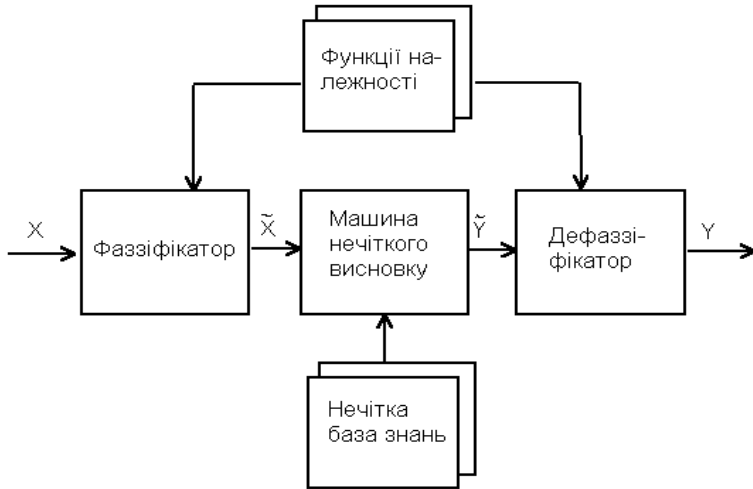 Функції на-
лежності
X
Фаззіфікатор
X̃
Машина
нечіткого
висновку
Ỹ
Дефаззі-
фікатор
Y
Нечітка
база знань